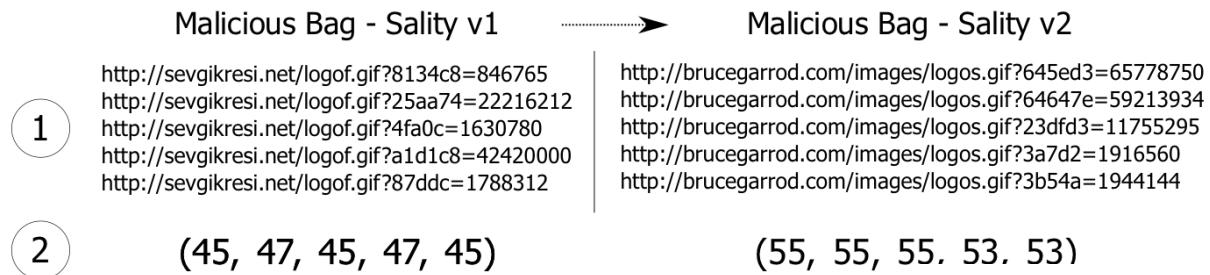 Malicious Bag - Sality v1 Malicious Bag - Sality v2
1
http://sevgikresi.net/logof.gif?8134c8=846765
http://sevgikresi.net/logof.gif?25aa74=22216212
http://sevgikresi.net/logof.gif?4fa0c=1630780
http://sevgikresi.net/logof.gif?a1d1c8=42420000
http://sevgikresi.net/logof.gif?87ddc=1788312
http://brucegarrod.com/images/logos.gif?645ed3=65778750
http://brucegarrod.com/images/logos.gif?64647e=59213934
http://brucegarrod.com/images/logos.gif?23dfd3=11755295
http://brucegarrod.com/images/logos.gif?3a7d2=1916560
http://brucegarrod.com/images/logos.gif?3b54a=1944144
2 (45, 47, 45, 47, 45) (55, 55, 55, 53, 53)